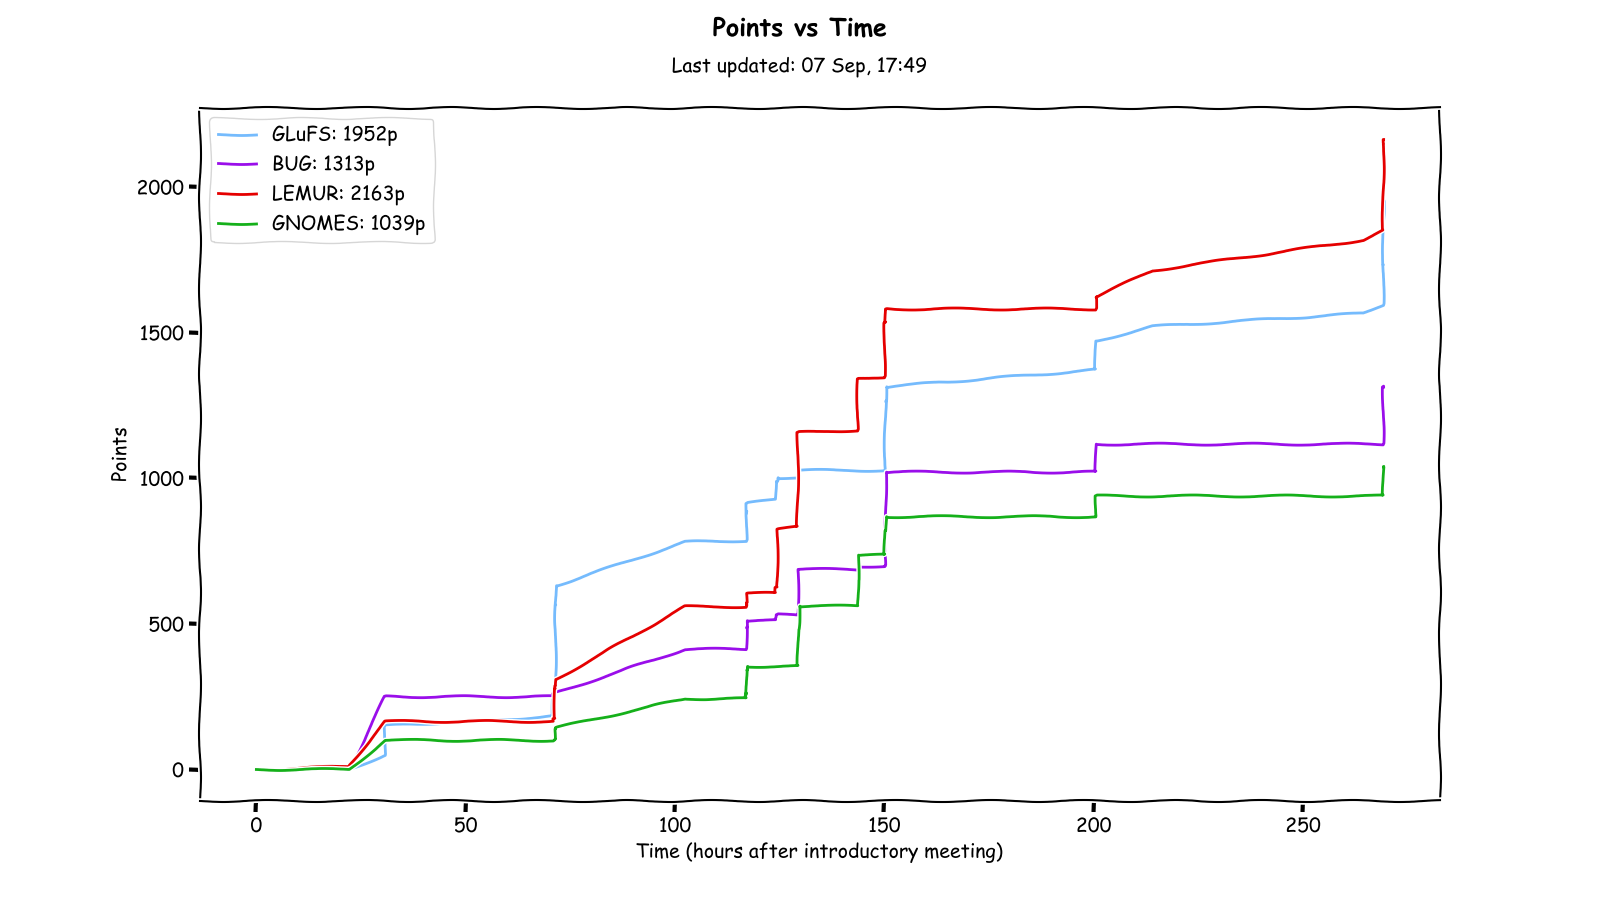 Points vs Time
Last updated: 07 Sep, 17:49
GLuFS: 1952p
BUG: 1313p
LEMUR: 2163p
GNOMES: 1039p
2000
1500
1000
500
0
Points
0 50 100 150 200 250
Time (hours after introductory meeting)